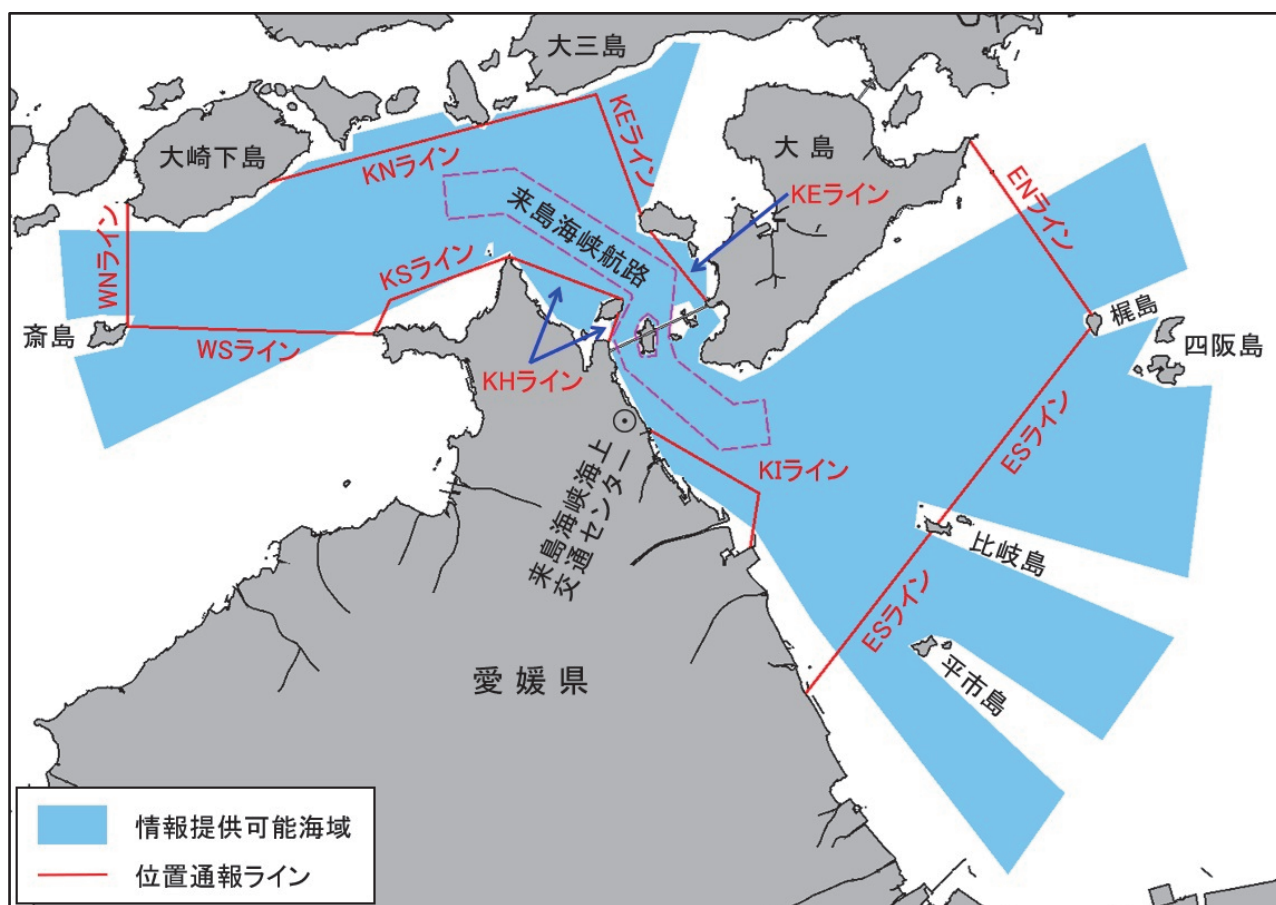 大三島
大崎下島
大島
KNライン
KEライン
KEライン
ENライン
来島海峡航路
WNライン
KSライン
斎島
WSライン
KHライン
梶島
四阪島
ESライン
KIライン
来島海峡海上
交通センター
比岐島
ESライン
平市島
愛媛県
情報提供可能海域
位置通報ライン